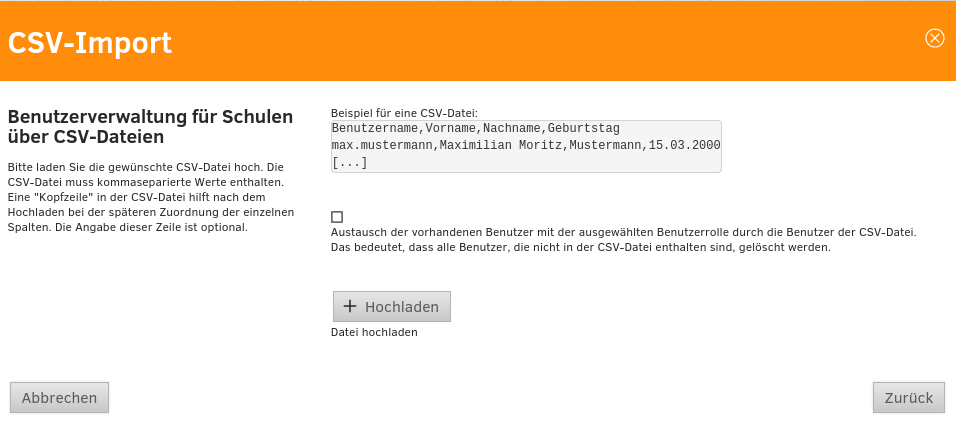 CSV-Import
Benutzerverwaltung für Schulen
über CSV-Dateien
Bitte laden Sie die gewünschte CSV-Datei hoch. Die
CSV-Datei muss kommaseparierte Werte enthalten.
Eine "Kopfzeile" in der CSV-Datei hilft nach dem
Hochladen bei der späteren Zuordnung der einzelnen
Spalten. Die Angabe dieser Zeile ist optional.
Beispiel für eine CSV-Datei:
Benutzername,Vorname,Nachname,Geburtstag
max.mustermann,Maximilian Moritz,Mustermann,15.03.2000
[...]
Austausch der vorhandenen Benutzer mit der ausgewählten Benutzerrolle durch die Benutzer der CSV-Datei.
Das bedeutet, dass alle Benutzer, die nicht in der CSV-Datei enthalten sind, gelöscht werden.
Hochladen
Datei hochladen
Abbrechen
Zurück